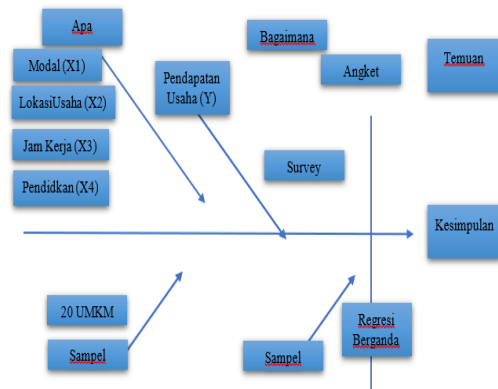 Apa
Modal (X1)
LokasiUsaha (X2)
Jam Kerja (X3)
Pendidkan (X4)
Pendapatan
Usaha (Y)
Bagaimana
Angket
Survey
Temuan
Kesimpulan
20 UMKM
Sampel
Sampel
Regresi
Berganda